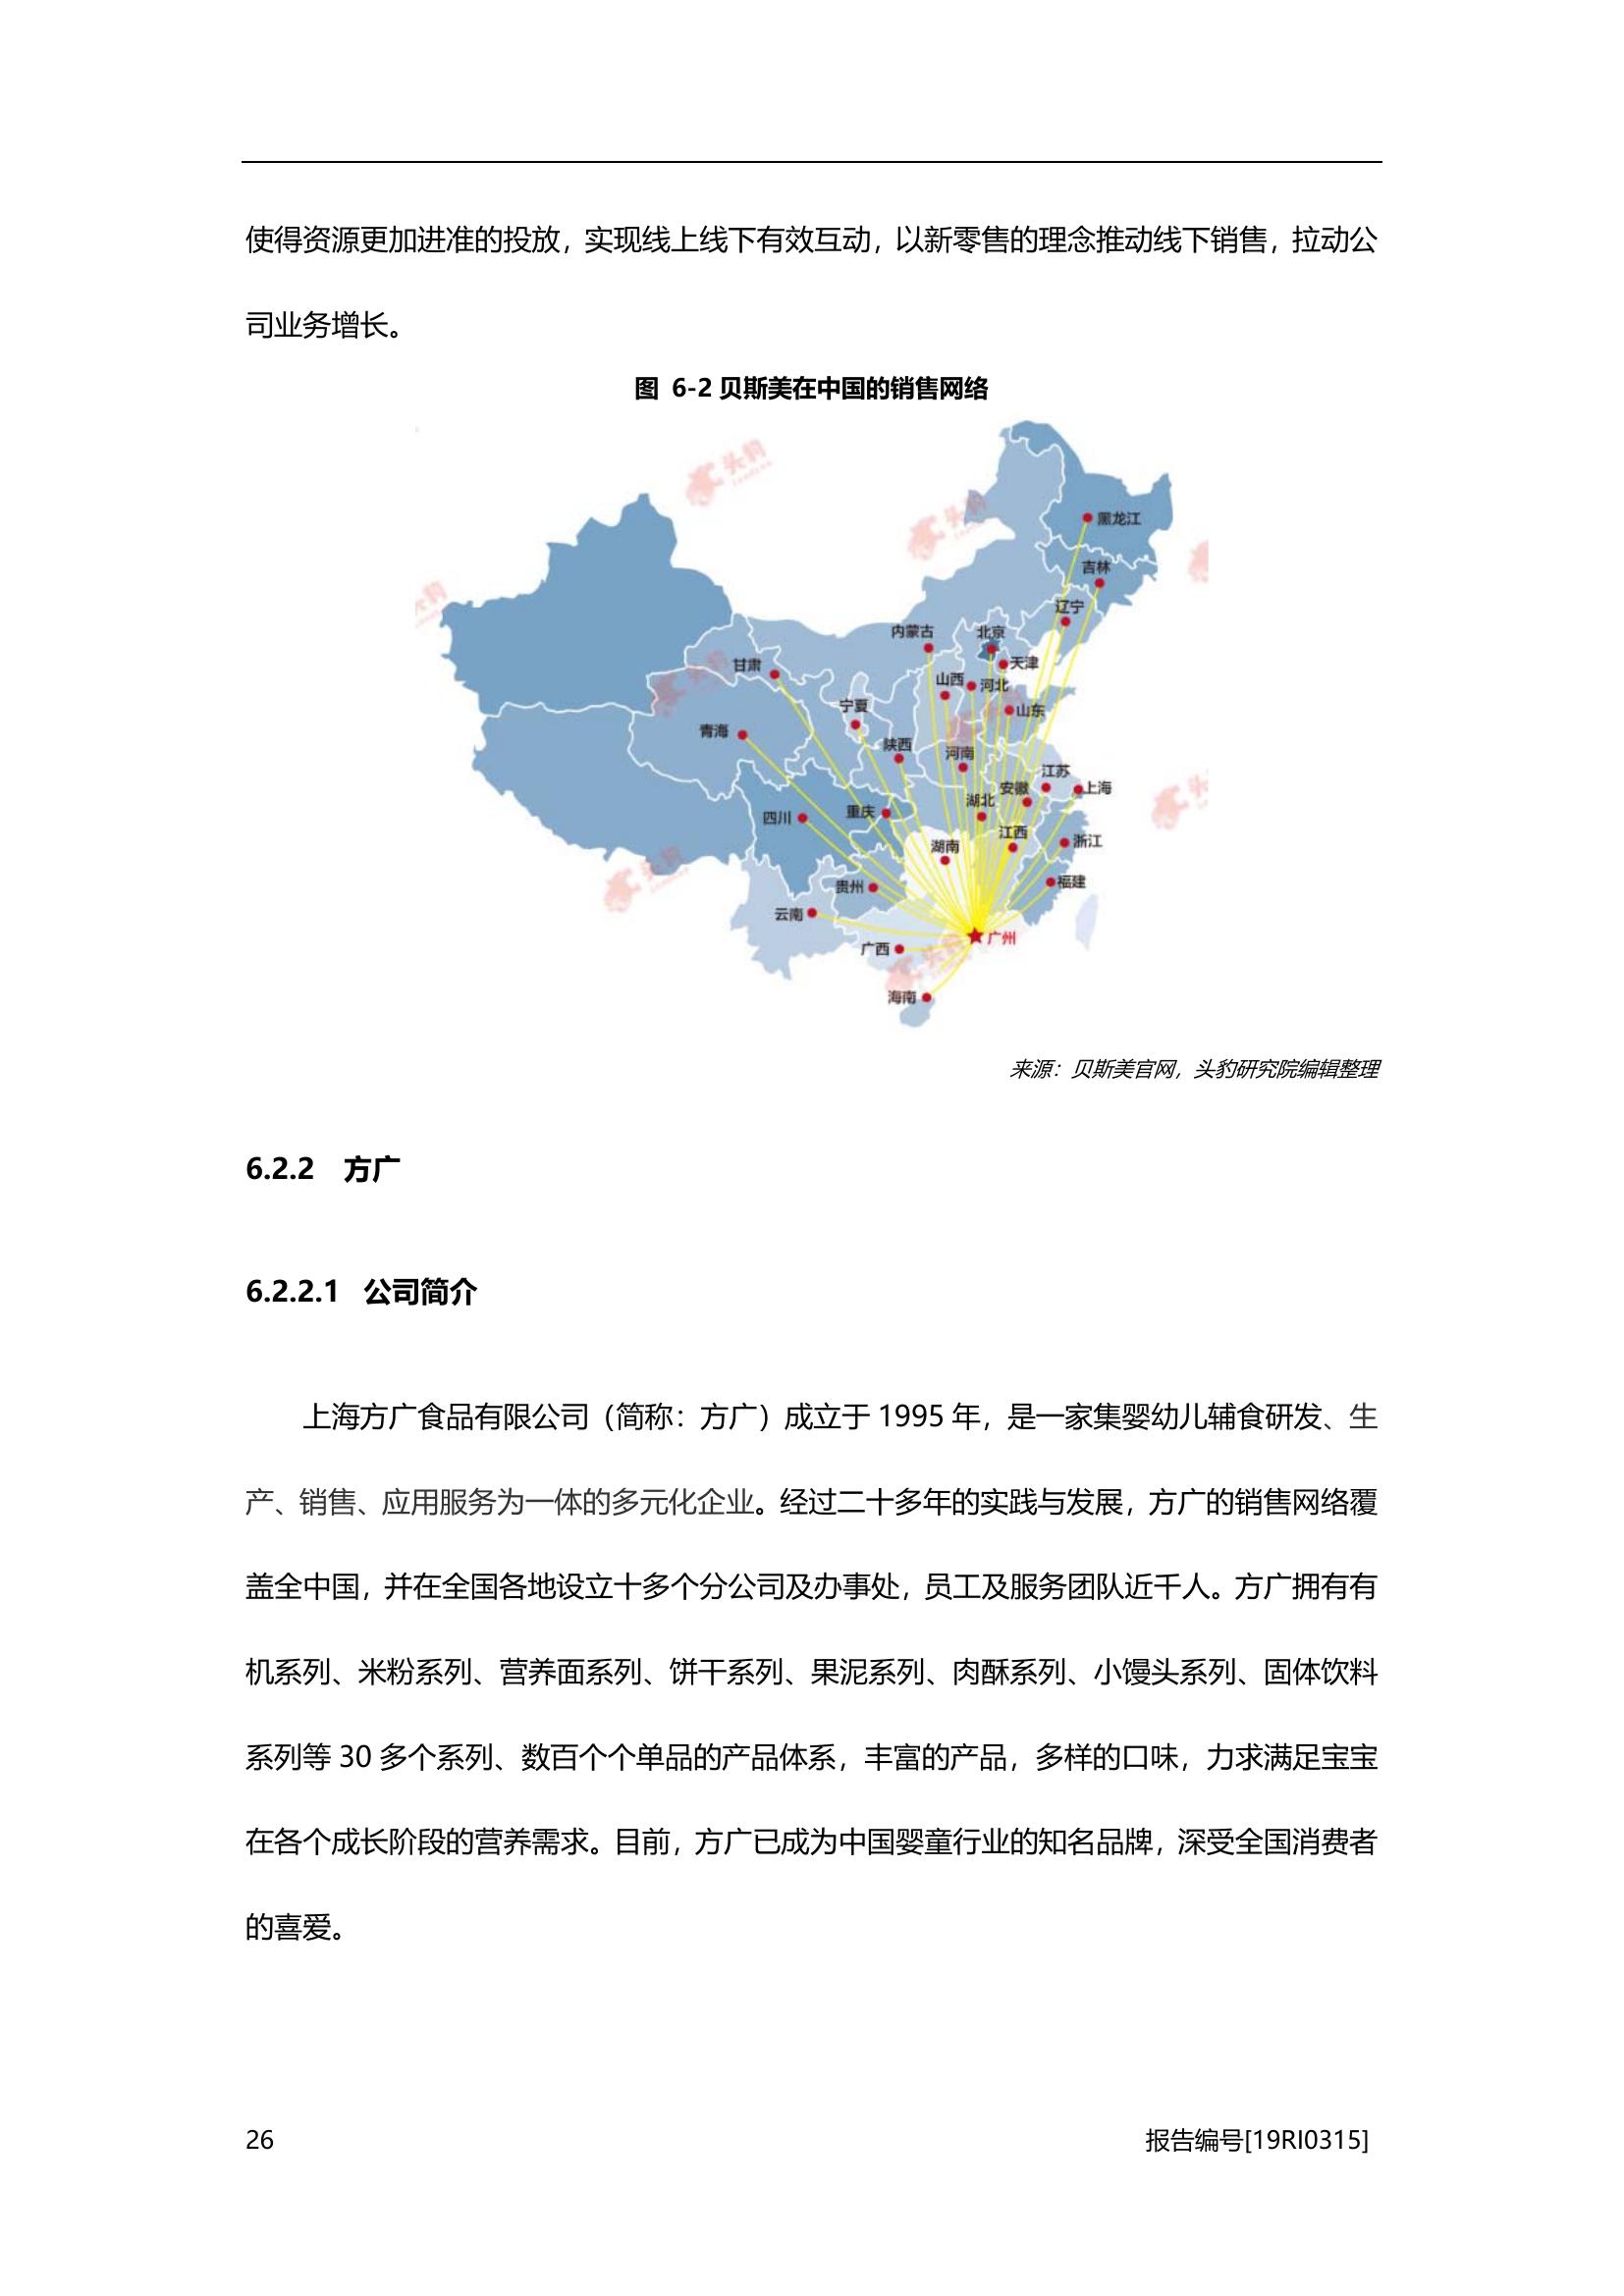 使得资源更加进准的投放，实现线上线下有效互动，以新零售的理念推动线下销售，拉动公
司业务增长。
图 6-2 贝斯美在中国的销售网络
头豹
头豹
黑龙江
吉林
辽宁
内蒙古
北京
甘肃
天津
山西
河北
宁夏
山东
青海
陕西
河南
江苏
安徽
上海
湖北
四川
重庆
江西
浙江
湖南
福建
贵州
云南
广州
广西
海南
来源：贝斯美官网，头豹研究院编辑整理
6.2.2 方广
6.2.2.1 公司简介
上海方广食品有限公司（简称：方广）成立于 1995 年，是一家集婴幼儿辅食研发、生
产、销售、应用服务为一体的多元化企业。经过二十多年的实践与发展，方广的销售网络覆
盖全中国，并在全国各地设立十多个分公司及办事处，员工及服务团队近千人。方广拥有有
机系列、米粉系列、营养面系列、饼干系列、果泥系列、肉酥系列、小馒头系列、固体饮料
系列等 30 多个系列、数百个个单品的产品体系，丰富的产品，多样的口味，力求满足宝宝
在各个成长阶段的营养需求。目前，方广已成为中国婴童行业的知名品牌，深受全国消费者
的喜爱。
26
报告编号[19RI0315]